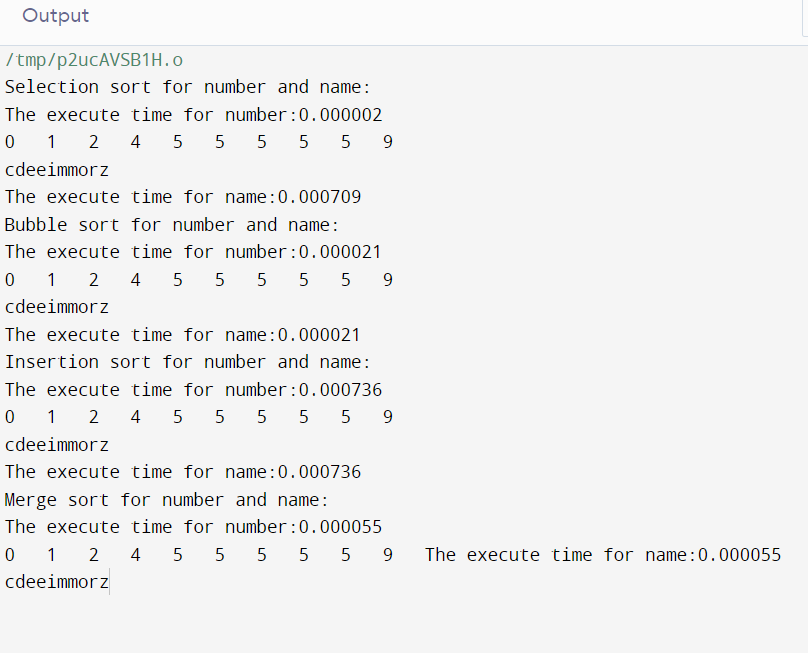 Output
/tmp/p2ucAVSB1H.o
Selection sort for number and name:
The execute time for number:0.000002
0   1   2   4   5   5   5   5   5   9
cdeeimmorz
The execute time for name:0.000709
Bubble sort for number and name:
The execute time for number:0.000021
0   1   2   4   5   5   5   5   5   9
cdeeimmorz
The execute time for name:0.000021
Insertion sort for number and name:
The execute time for number:0.000736
0   1   2   4   5   5   5   5   5   9
cdeeimmorz
The execute time for name:0.000736
Merge sort for number and name:
The execute time for number:0.000055
0   1   2   4   5   5   5   5   5   9   The execute time for name:0.000055
cdeeimmorz